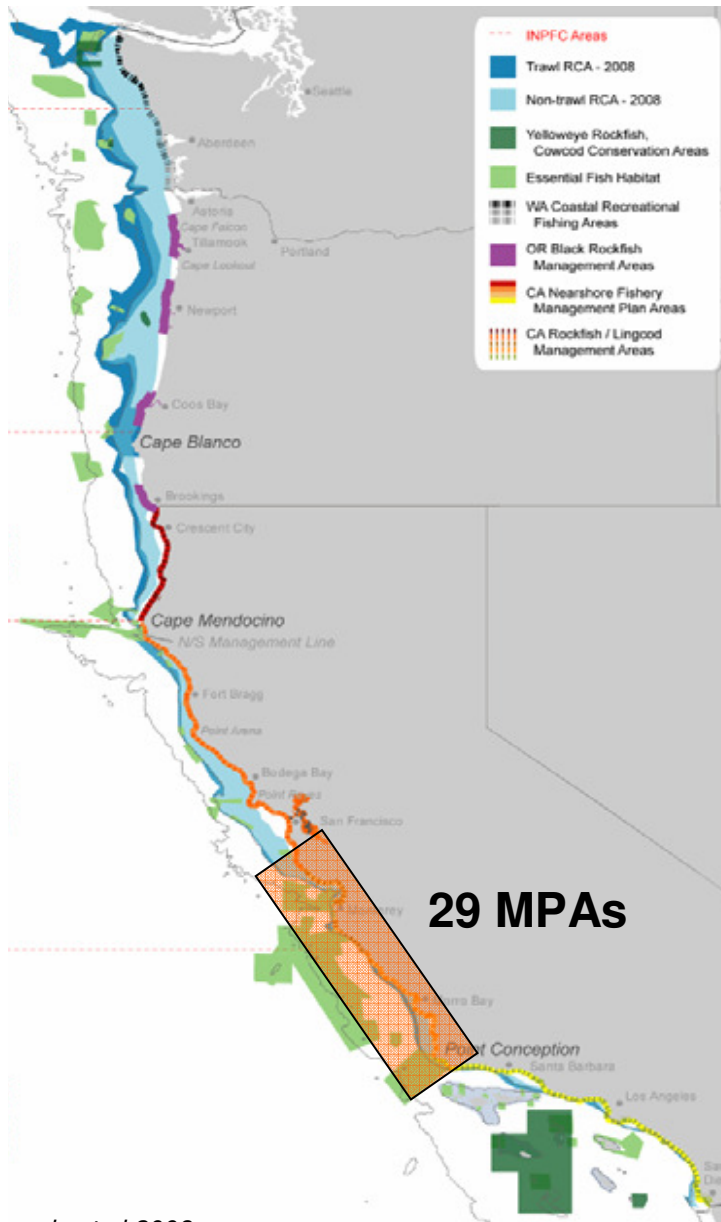 INPFC Areas
Trawl RCA - 2008
Non-trawl RCA - 2008
Yelloweye Rockfish,
Cowcod Conservation Areas
Essential Fish Habitat
WA Coastal Recreational
Fishing Areas
OR Black Rockfish
Management Areas
CA Nearshore Fishery
Management Plan Areas
CA Rockfish / Lingcod
Management Areas
Seattle
Aberdeen
Astoria
Cape Falcon
Tillamook
Portland
Cape Lookout
Newport
Coos Bay
Cape Blanco
Brookings
Crescent City
Cape Mendocino
N/S Management Line
Fort Bragg
Point Arena
Bodega Bay
Point Reyes
San Francisco
29 MPAs
Monterey
Morro Bay
Point Conception
Santa Barbara
Los Angeles
2008